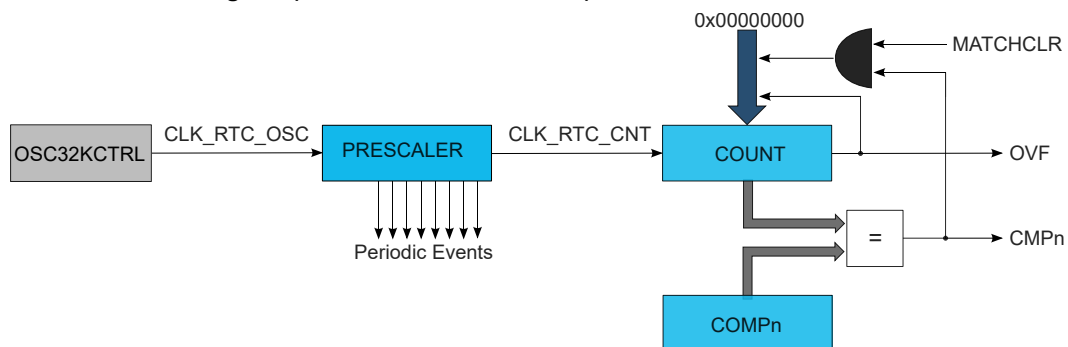 0x00000000
MATCHCLR
OSC32KCTRL
CLK_RTC_OSC
PRESCALER
CLK_RTC_CNT
COUNT
OVF
Periodic Events
=
CMPn
COMPn